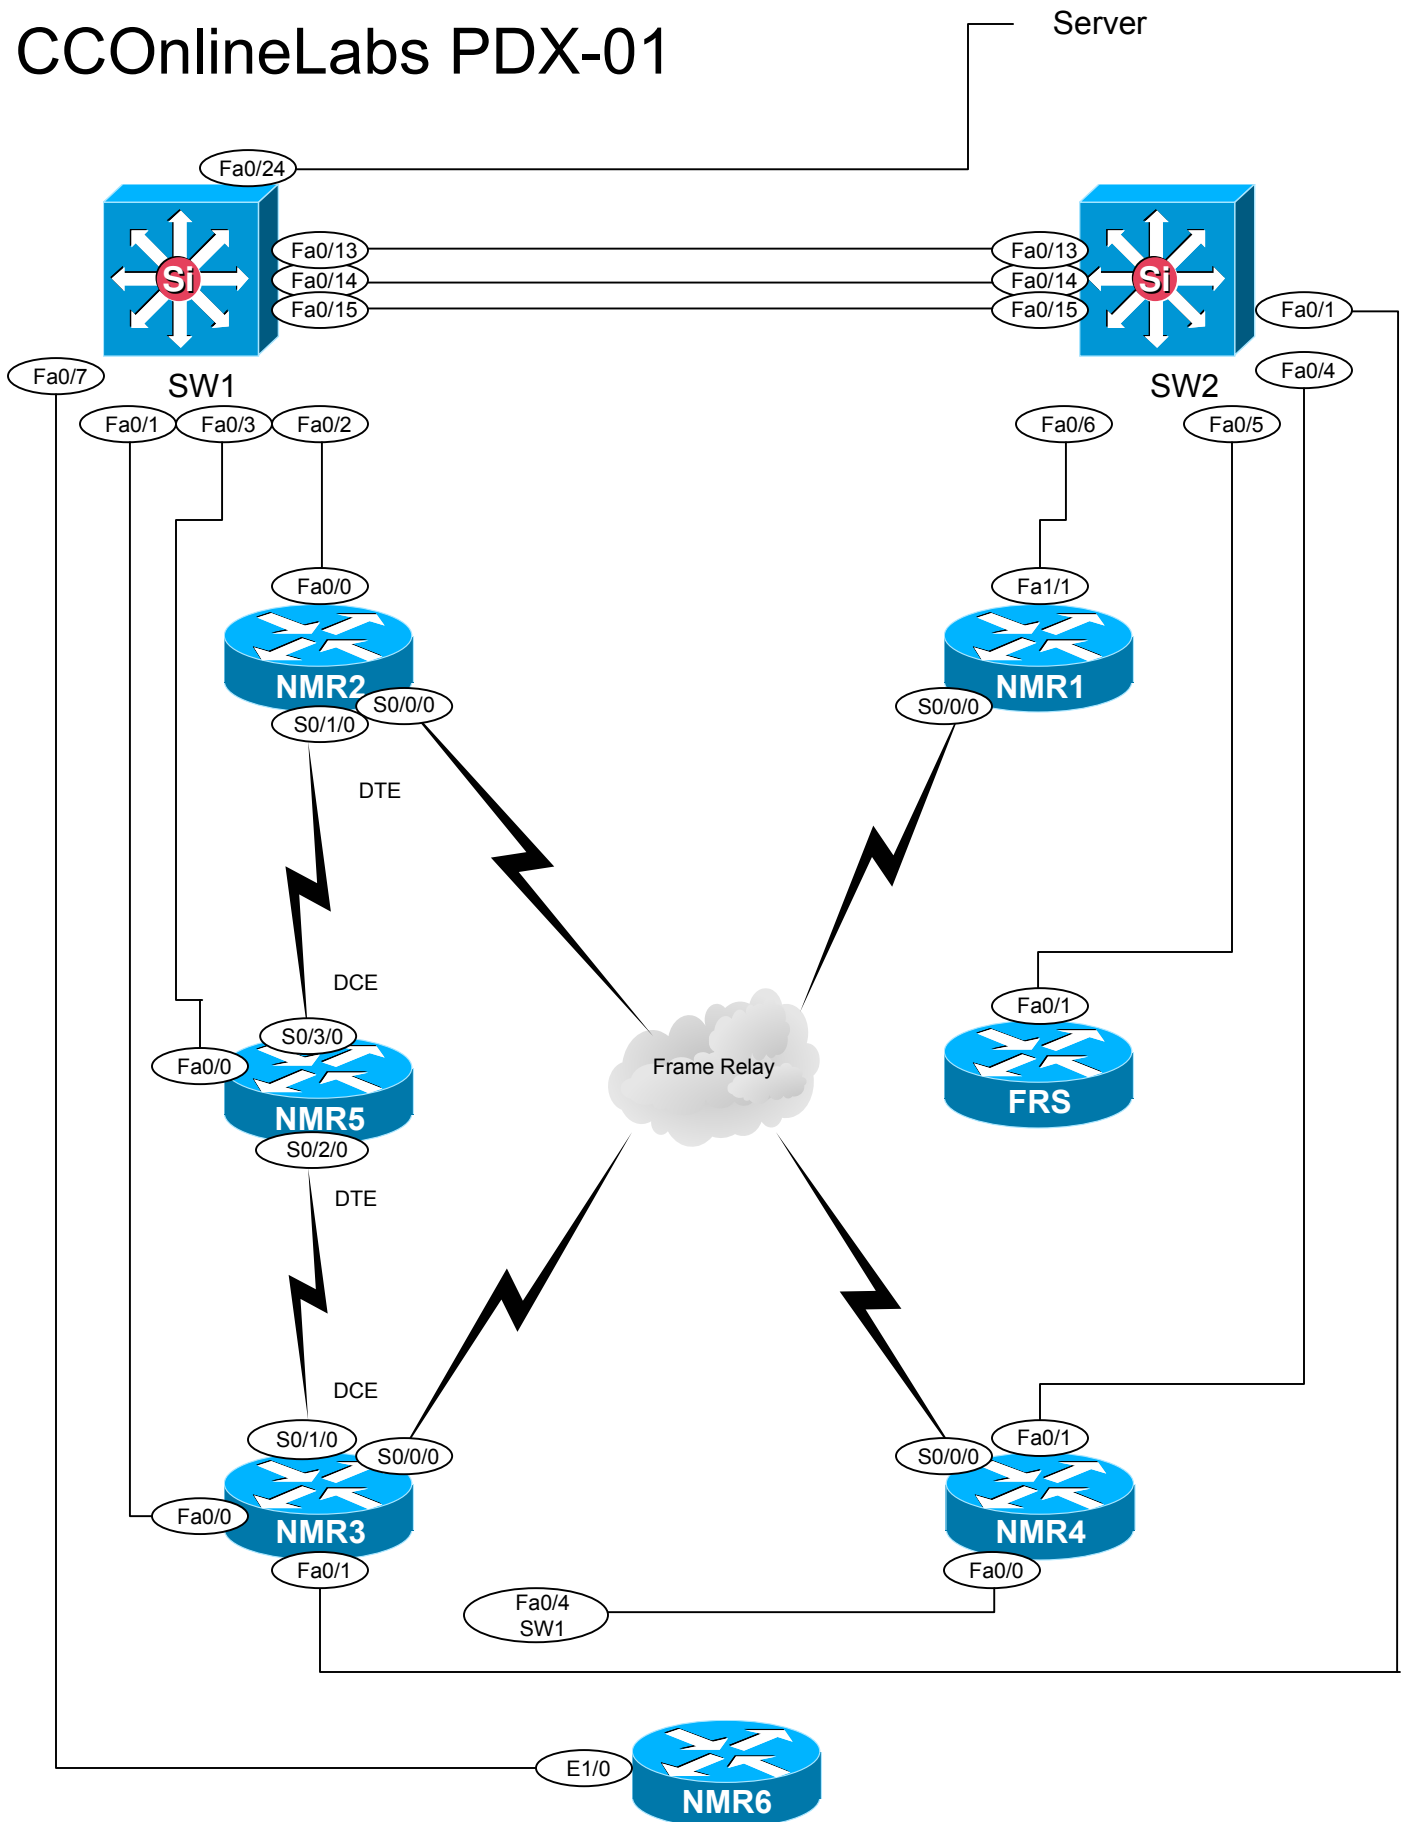 Server
CCOnlineLabs PDX-01
Fa0/24
Fa0/13
Fa0/13
Si
Si
Fa0/14
Fa0/14
Fa0/15
Fa0/15
Fa0/1
Fa0/7
SW1
SW2
Fa0/4
Fa0/1
Fa0/3
Fa0/2
Fa0/6
Fa0/5
Fa0/0
Fa1/1
NMR2
NMR1
S0/0/0
S0/0/0
S0/1/0
DTE
DCE
Fa0/1
S0/3/0
Fa0/0
Frame Relay
FRS
NMR5
S0/2/0
DTE
DCE
S0/1/0
Fa0/1
S0/0/0
S0/0/0
Fa0/0
NMR3
NMR4
Fa0/1
Fa0/0
Fa0/4
SW1
E1/0
NMR6